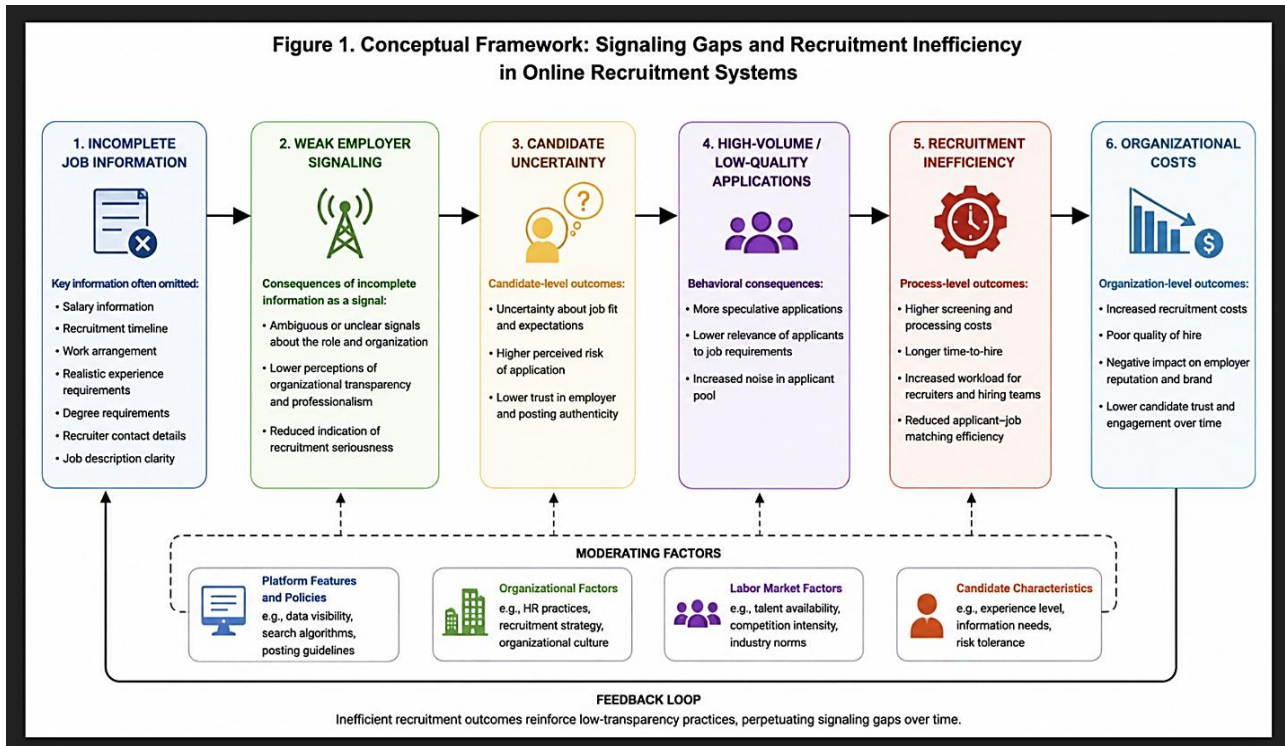 Figure 1. Conceptual Framework: Signaling Gaps and Recruitment Inefficiency
in Online Recruitment Systems
1. INCOMPLETE
JOB INFORMATION
Key information often omitted:
• Salary information
• Recruitment timeline
• Work arrangement
• Realistic experience
requirements
• Degree requirements
• Recruiter contact details
• Job description clarity
2. WEAK EMPLOYER
SIGNALING
Consequences of incomplete
information as a signal:
• Ambiguous or unclear signals
about the role and organization
• Lower perceptions of
organizational transparency
and professionalism
• Reduced indication of
recruitment seriousness
3. CANDIDATE
UNCERTAINTY
?
Candidate-level outcomes:
• Uncertainty about job fit
and expectations
• Higher perceived risk
of application
• Lower trust in employer
and posting authenticity
4. HIGH-VOLUME /
LOW-QUALITY
APPLICATIONS
Behavioral consequences:
• More speculative applications
• Lower relevance of applicants
to job requirements
• Increased noise in applicant
pool
5. RECRUITMENT
INEFFICIENCY
Process-level outcomes:
• Higher screening and
processing costs
• Longer time-to-hire
• Increased workload for
recruiters and hiring teams
• Reduced applicant–job
matching efficiency
6. ORGANIZATIONAL
COSTS
$
Organization-level outcomes:
• Increased recruitment costs
• Poor quality of hire
• Negative impact on employer
reputation and brand
• Lower candidate trust and
engagement over time
MODERATING FACTORS
Platform Features
and Policies
e.g., data visibility,
search algorithms,
posting guidelines
Organizational Factors
e.g., HR practices,
recruitment strategy,
organizational culture
Labor Market Factors
e.g., talent availability,
competition intensity,
industry norms
Candidate Characteristics
e.g., experience level,
information needs,
risk tolerance
FEEDBACK LOOP
Inefficient recruitment outcomes reinforce low-transparency practices, perpetuating signaling gaps over time.